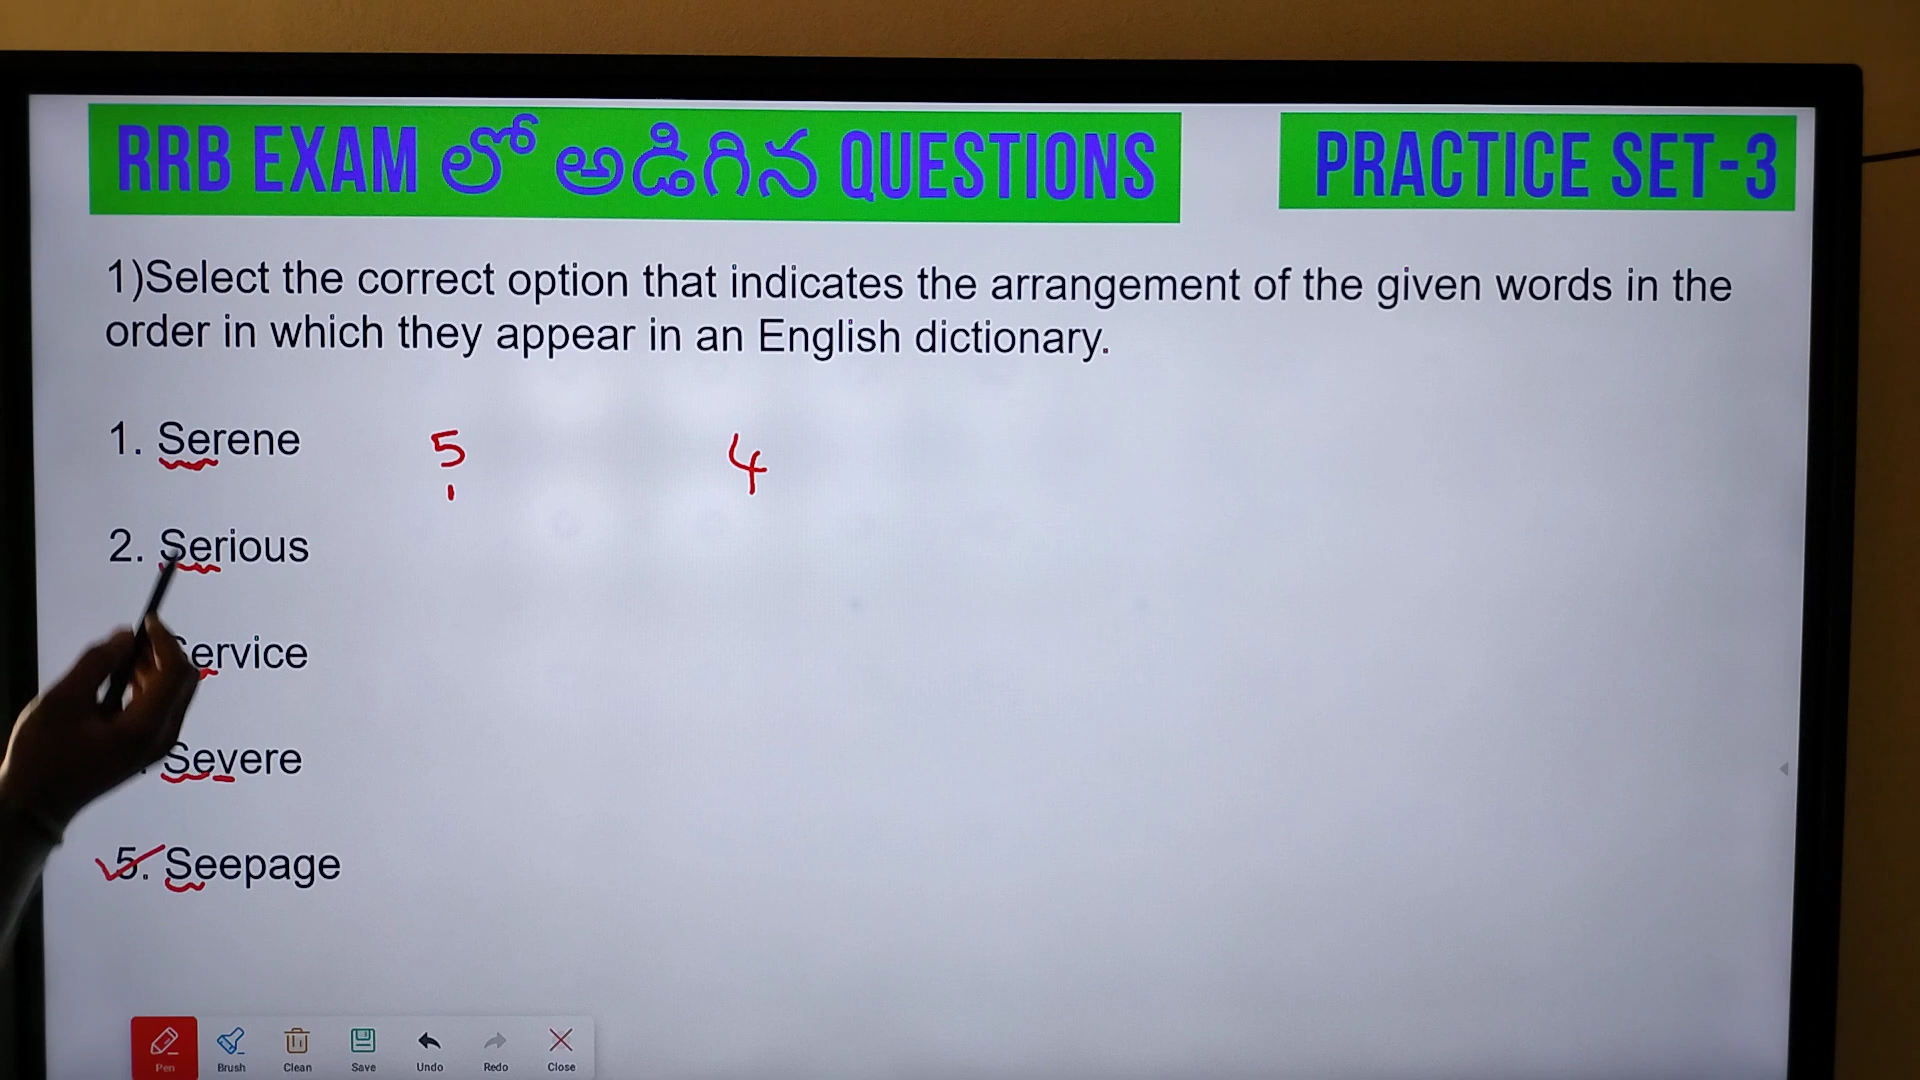 RRB EXAM లో అడిగిన QUESTIONS
PRACTICE SET-3
1)Select the correct option that indicates the arrangement of the given words in the
order in which they appear in an English dictionary.
1. Serene 5 4
2. Serious
Service
Severe
5. Seepage
Pen Brush Clean Save Undo Redo Close